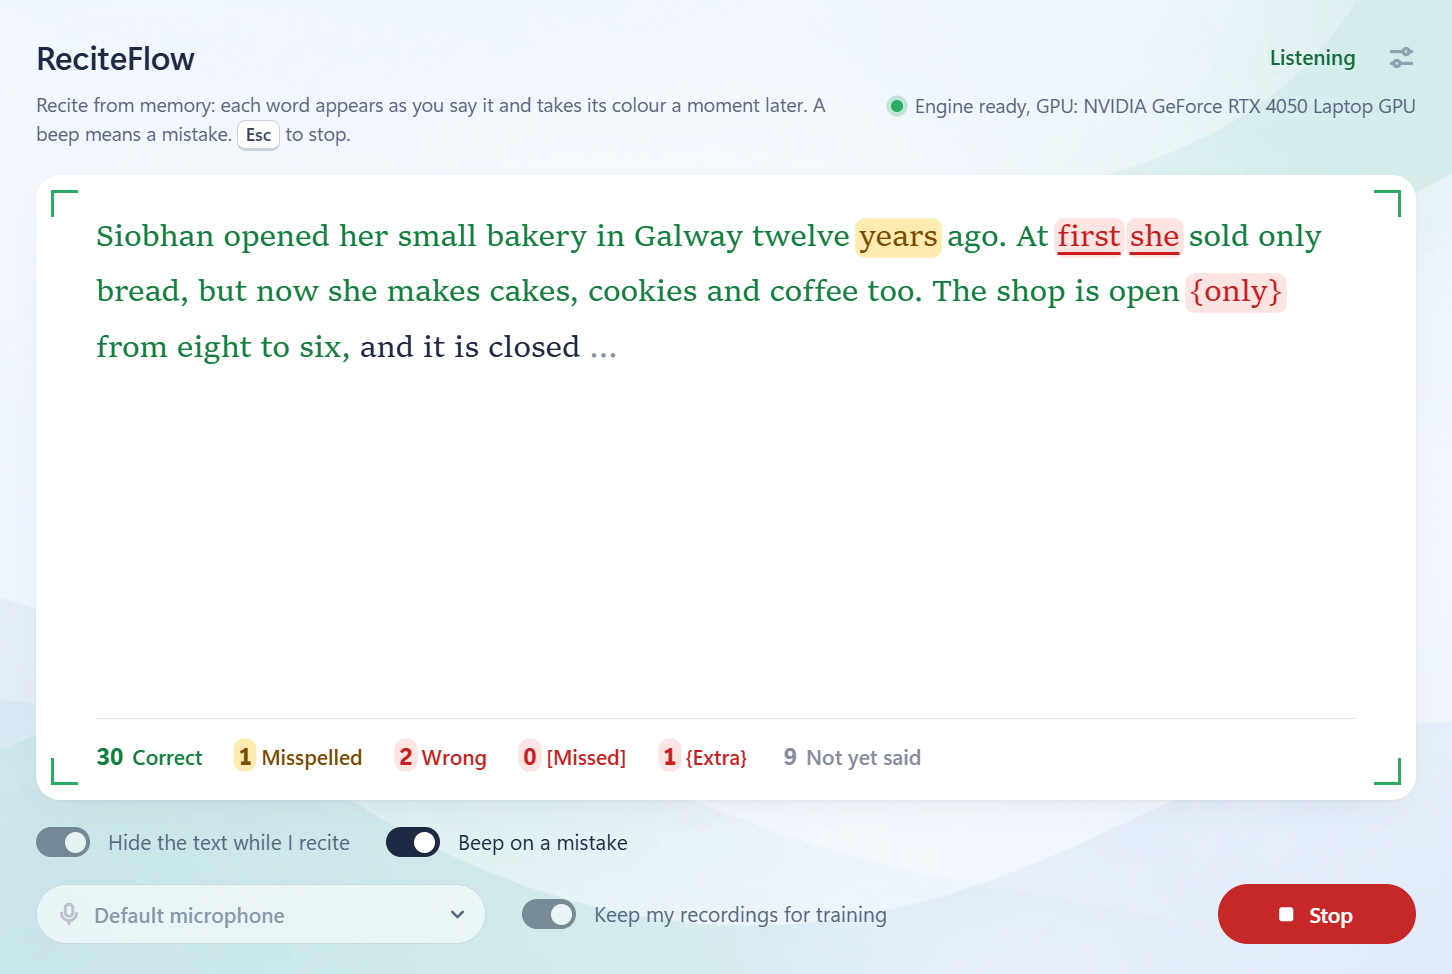 ReciteFlow
Listening
Recite from memory: each word appears as you say it and takes its colour a moment later. A
beep means a mistake. Esc to stop.
Engine ready, GPU: NVIDIA GeForce RTX 4050 Laptop GPU
Siobhan opened her small bakery in Galway twelve years ago. At first she sold only
bread, but now she makes cakes, cookies and coffee too. The shop is open {only}
from eight to six, and it is closed ...
30 Correct 1 Misspelled 2 Wrong 0 [Missed] 1 {Extra} 9 Not yet said
Hide the text while I recite Beep on a mistake
Default microphone Keep my recordings for training Stop